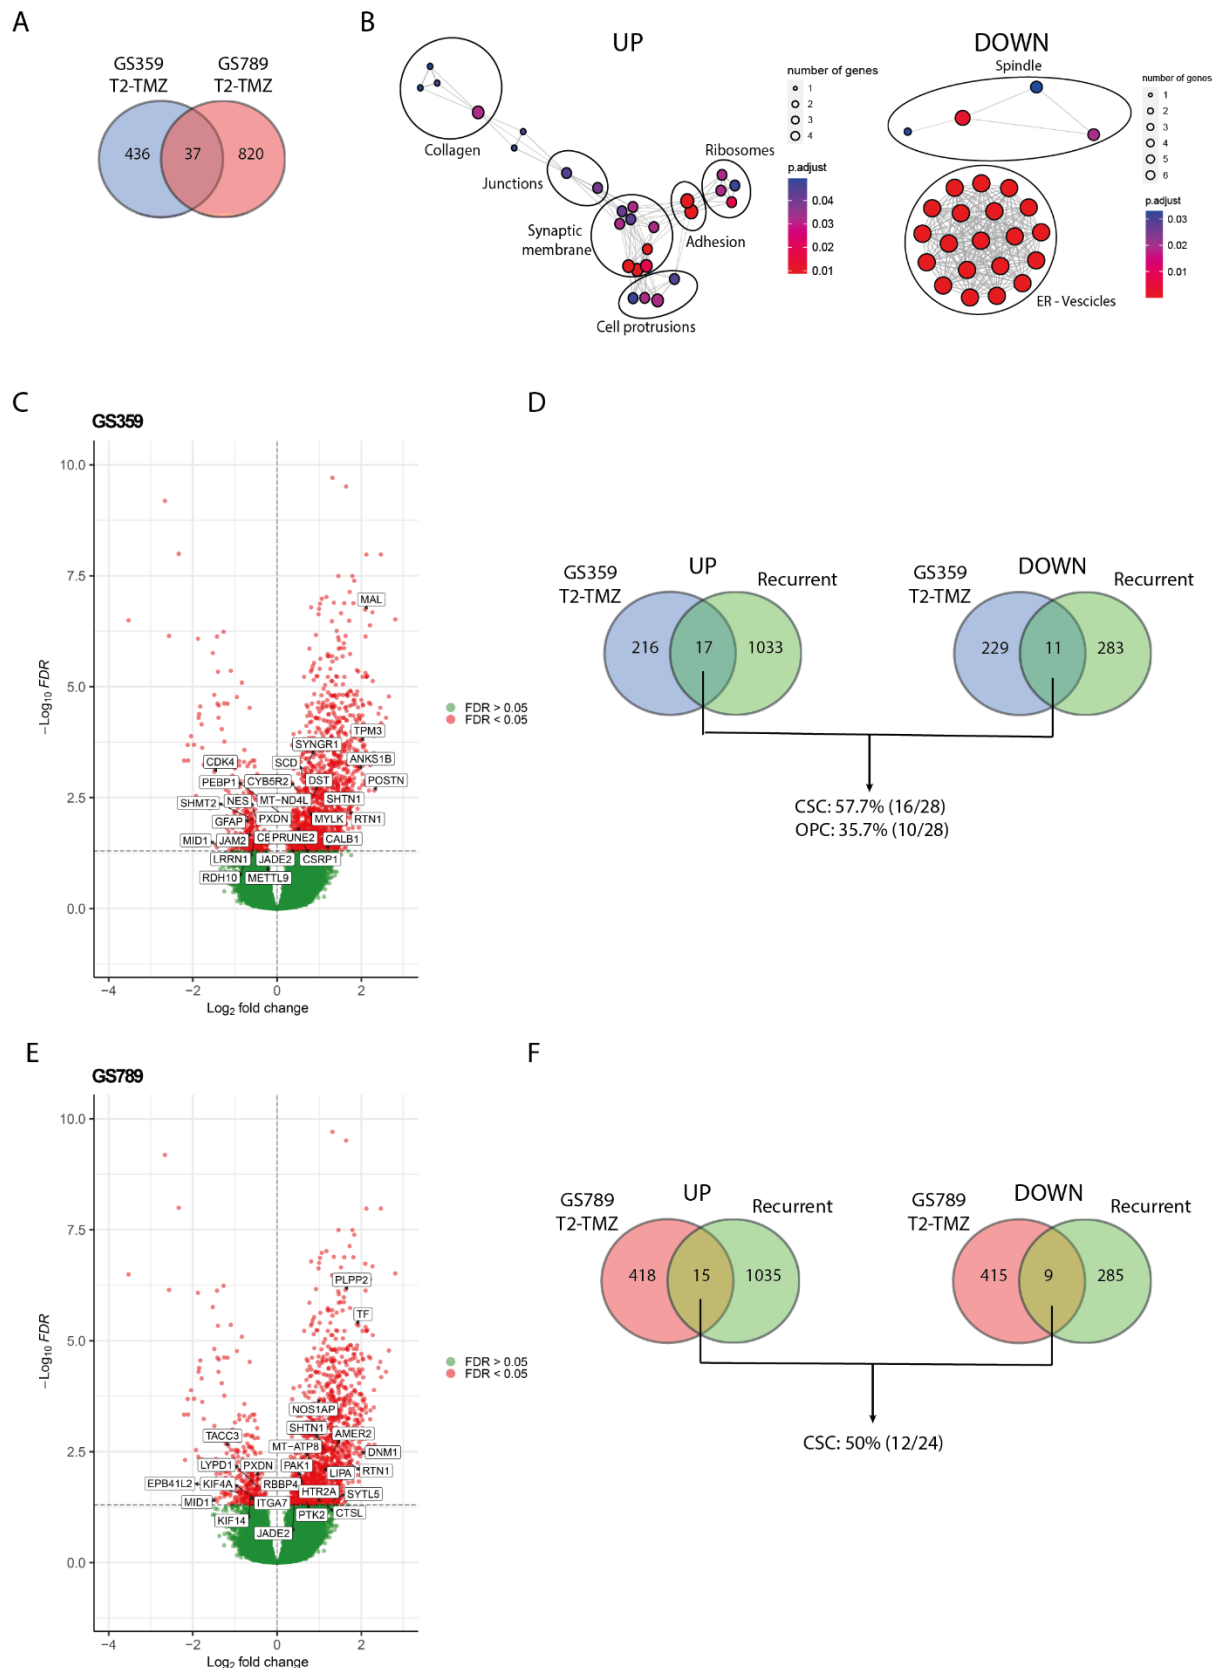 A
GS359
T2-TMZ
GS789
T2-TMZ
436
37
820
B
UP
DOWN
Collagen
Junctions
Synaptic
membrane
Ribosomes
Adhesion
Cell protrusions
number of genes
1
2
3
4
p.adjust
0.04
0.03
0.02
0.01
Spindle
ER - Vescicles
number of genes
1
2
3
4
5
6
p.adjust
0.03
0.02
0.01
C
GS359
10.0
7.5
5.0
2.5
0.0
−Log10 FDR
−4
−2
0
2
Log2 fold change
MAL
TPM3
SYNGR1
ANKS1B
SCD
CDK4
POSTN
PEBP1
CYB5R2
DST
SHMT2
NES
MT−ND4L
SHTN1
GFAP
PXDN
MYLK
RTN1
MID1
JAM2
CE
PRUNE2
CALB1
LRRN1
JADE2
CSRP1
RDH10
METTL9
FDR > 0.05
FDR < 0.05
D
GS359
T2-TMZ
UP
Recurrent
216
17
1033
GS359
T2-TMZ
DOWN
Recurrent
229
11
283
CSC: 57.7% (16/28)
OPC: 35.7% (10/28)
E
GS789
10.0
7.5
5.0
2.5
0.0
−Log10 FDR
−4
−2
0
2
Log2 fold change
PLPP2
TF
NOS1AP
SHTN1
AMER2
TACC3
MT−ATP8
DNM1
LYPD1
PXDN
PAK1
LIPA
RTN1
EPB41L2
KIF4A
RBBP4
HTR2A
SYTL5
MID1
ITGA7
KIF14
PTK2
CTSL
JADE2
FDR > 0.05
FDR < 0.05
F
GS789
T2-TMZ
UP
Recurrent
418
15
1035
GS789
T2-TMZ
DOWN
Recurrent
415
9
285
CSC: 50% (12/24)